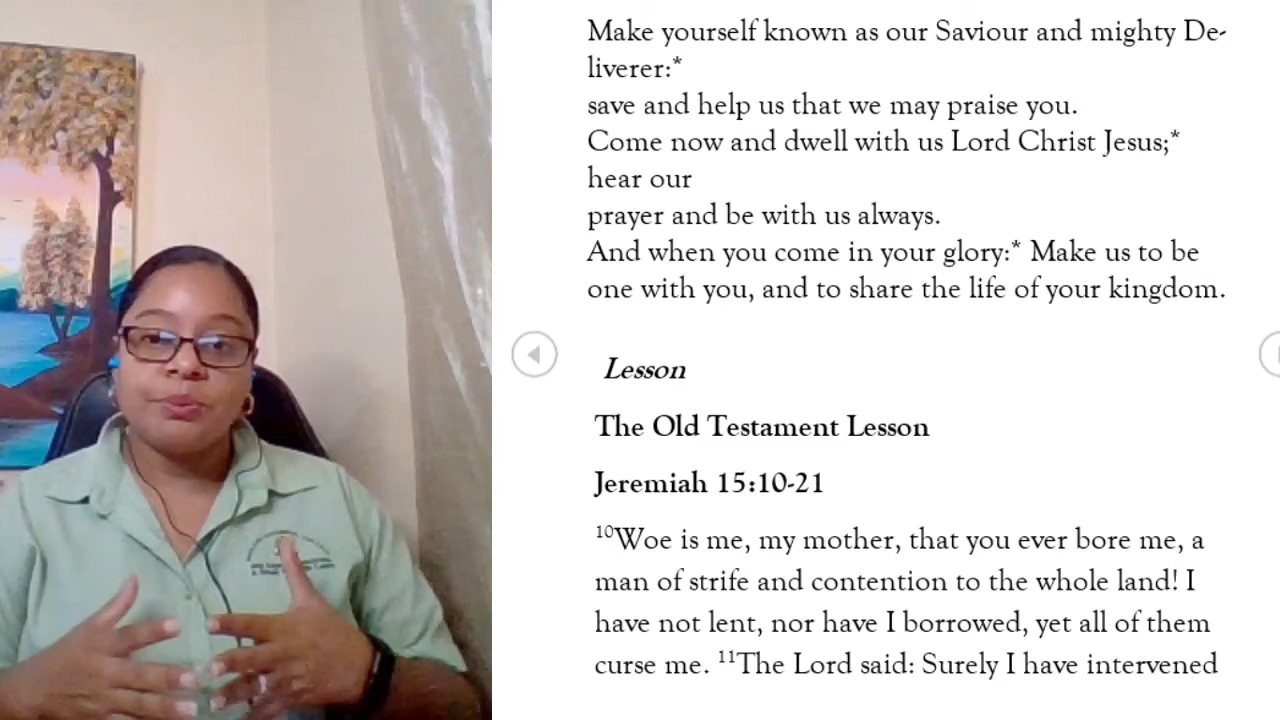 Make yourself known as our Saviour and mighty De-
liverer:*
save and help us that we may praise you.
Come now and dwell with us Lord Christ Jesus;*
hear our
prayer and be with us always.
And when you come in your glory:* Make us to be
one with you, and to share the life of your kingdom.
Lesson
The Old Testament Lesson
Jeremiah 15:10-21
10Woe is me, my mother, that you ever bore me, a
man of strife and contention to the whole land! I
have not lent, nor have I borrowed, yet all of them
curse me. 11The Lord said: Surely I have intervened